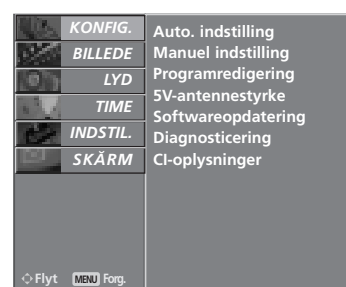 KONFIG.
BILLEDE
LYD
TIME
INDSTIL.
SKÄRM
Auto. indstilling
Manuel indstilling
Programredigering
5V-antennestyrke
Softwareopdatering
Diagnosticering
CI-oplysninger
Flyt MENU Forg.